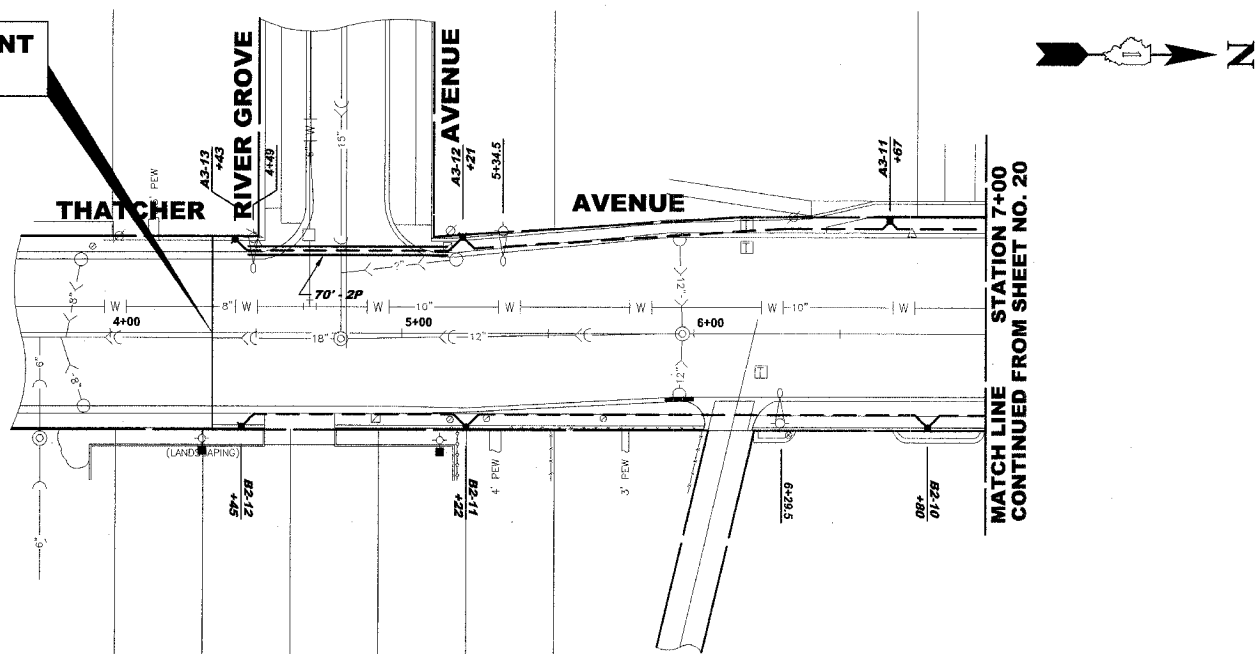 NT
RIVER GROVE
AVENUE
THATCHER
AVENUE
N
A3-13
+43
4+49
A3-12
+21
5+34.5
A3-11
+67
PEW
W
15"
70' - 2P
8"
W
8"
W
W
10"
W
W
W
10"
W
4+00
5+00
6+00
18"
12"
12"
12"
8"
6"
6"
T
T
(LANDSCAPING)
B2-12
+45
B2-11
+22
4' PEW
3' PEW
6+29.5
B2-10
+80
MATCH LINE STATION 7+00
CONTINUED FROM SHEET NO. 20